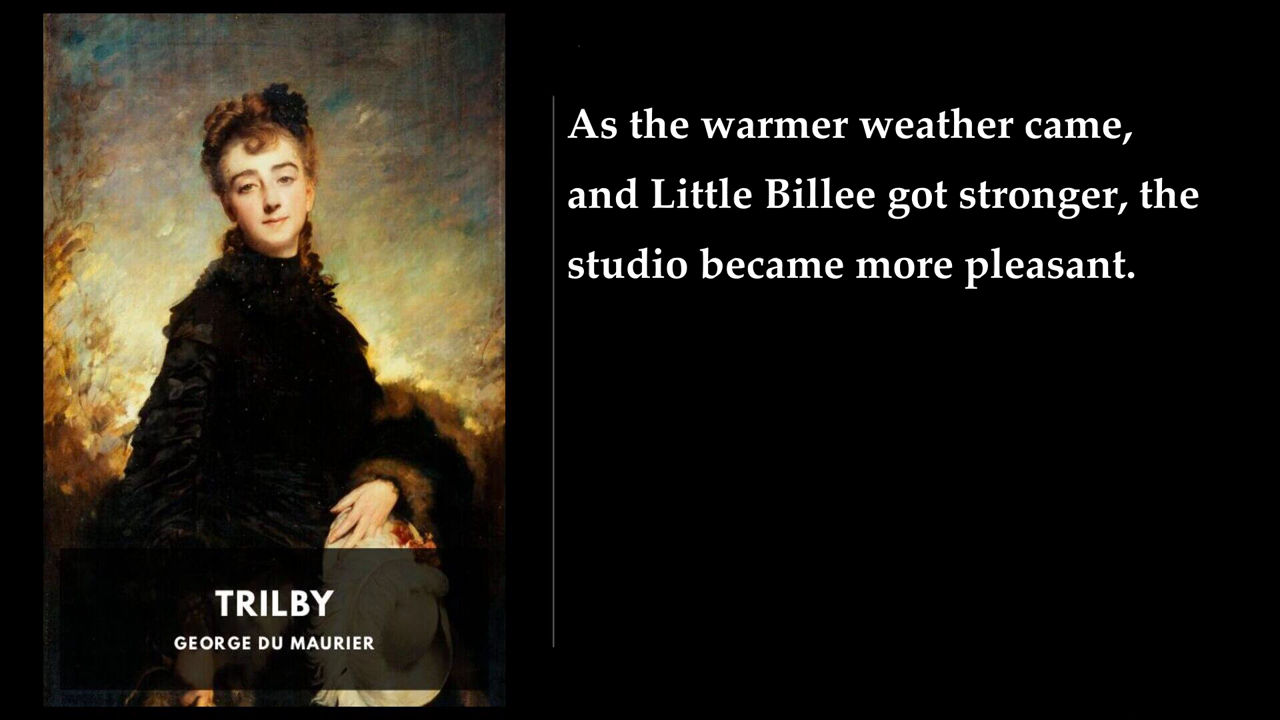 TRILBY
GEORGE DU MAURIER
As the warmer weather came,
and Little Billee got stronger, the
studio became more pleasant.